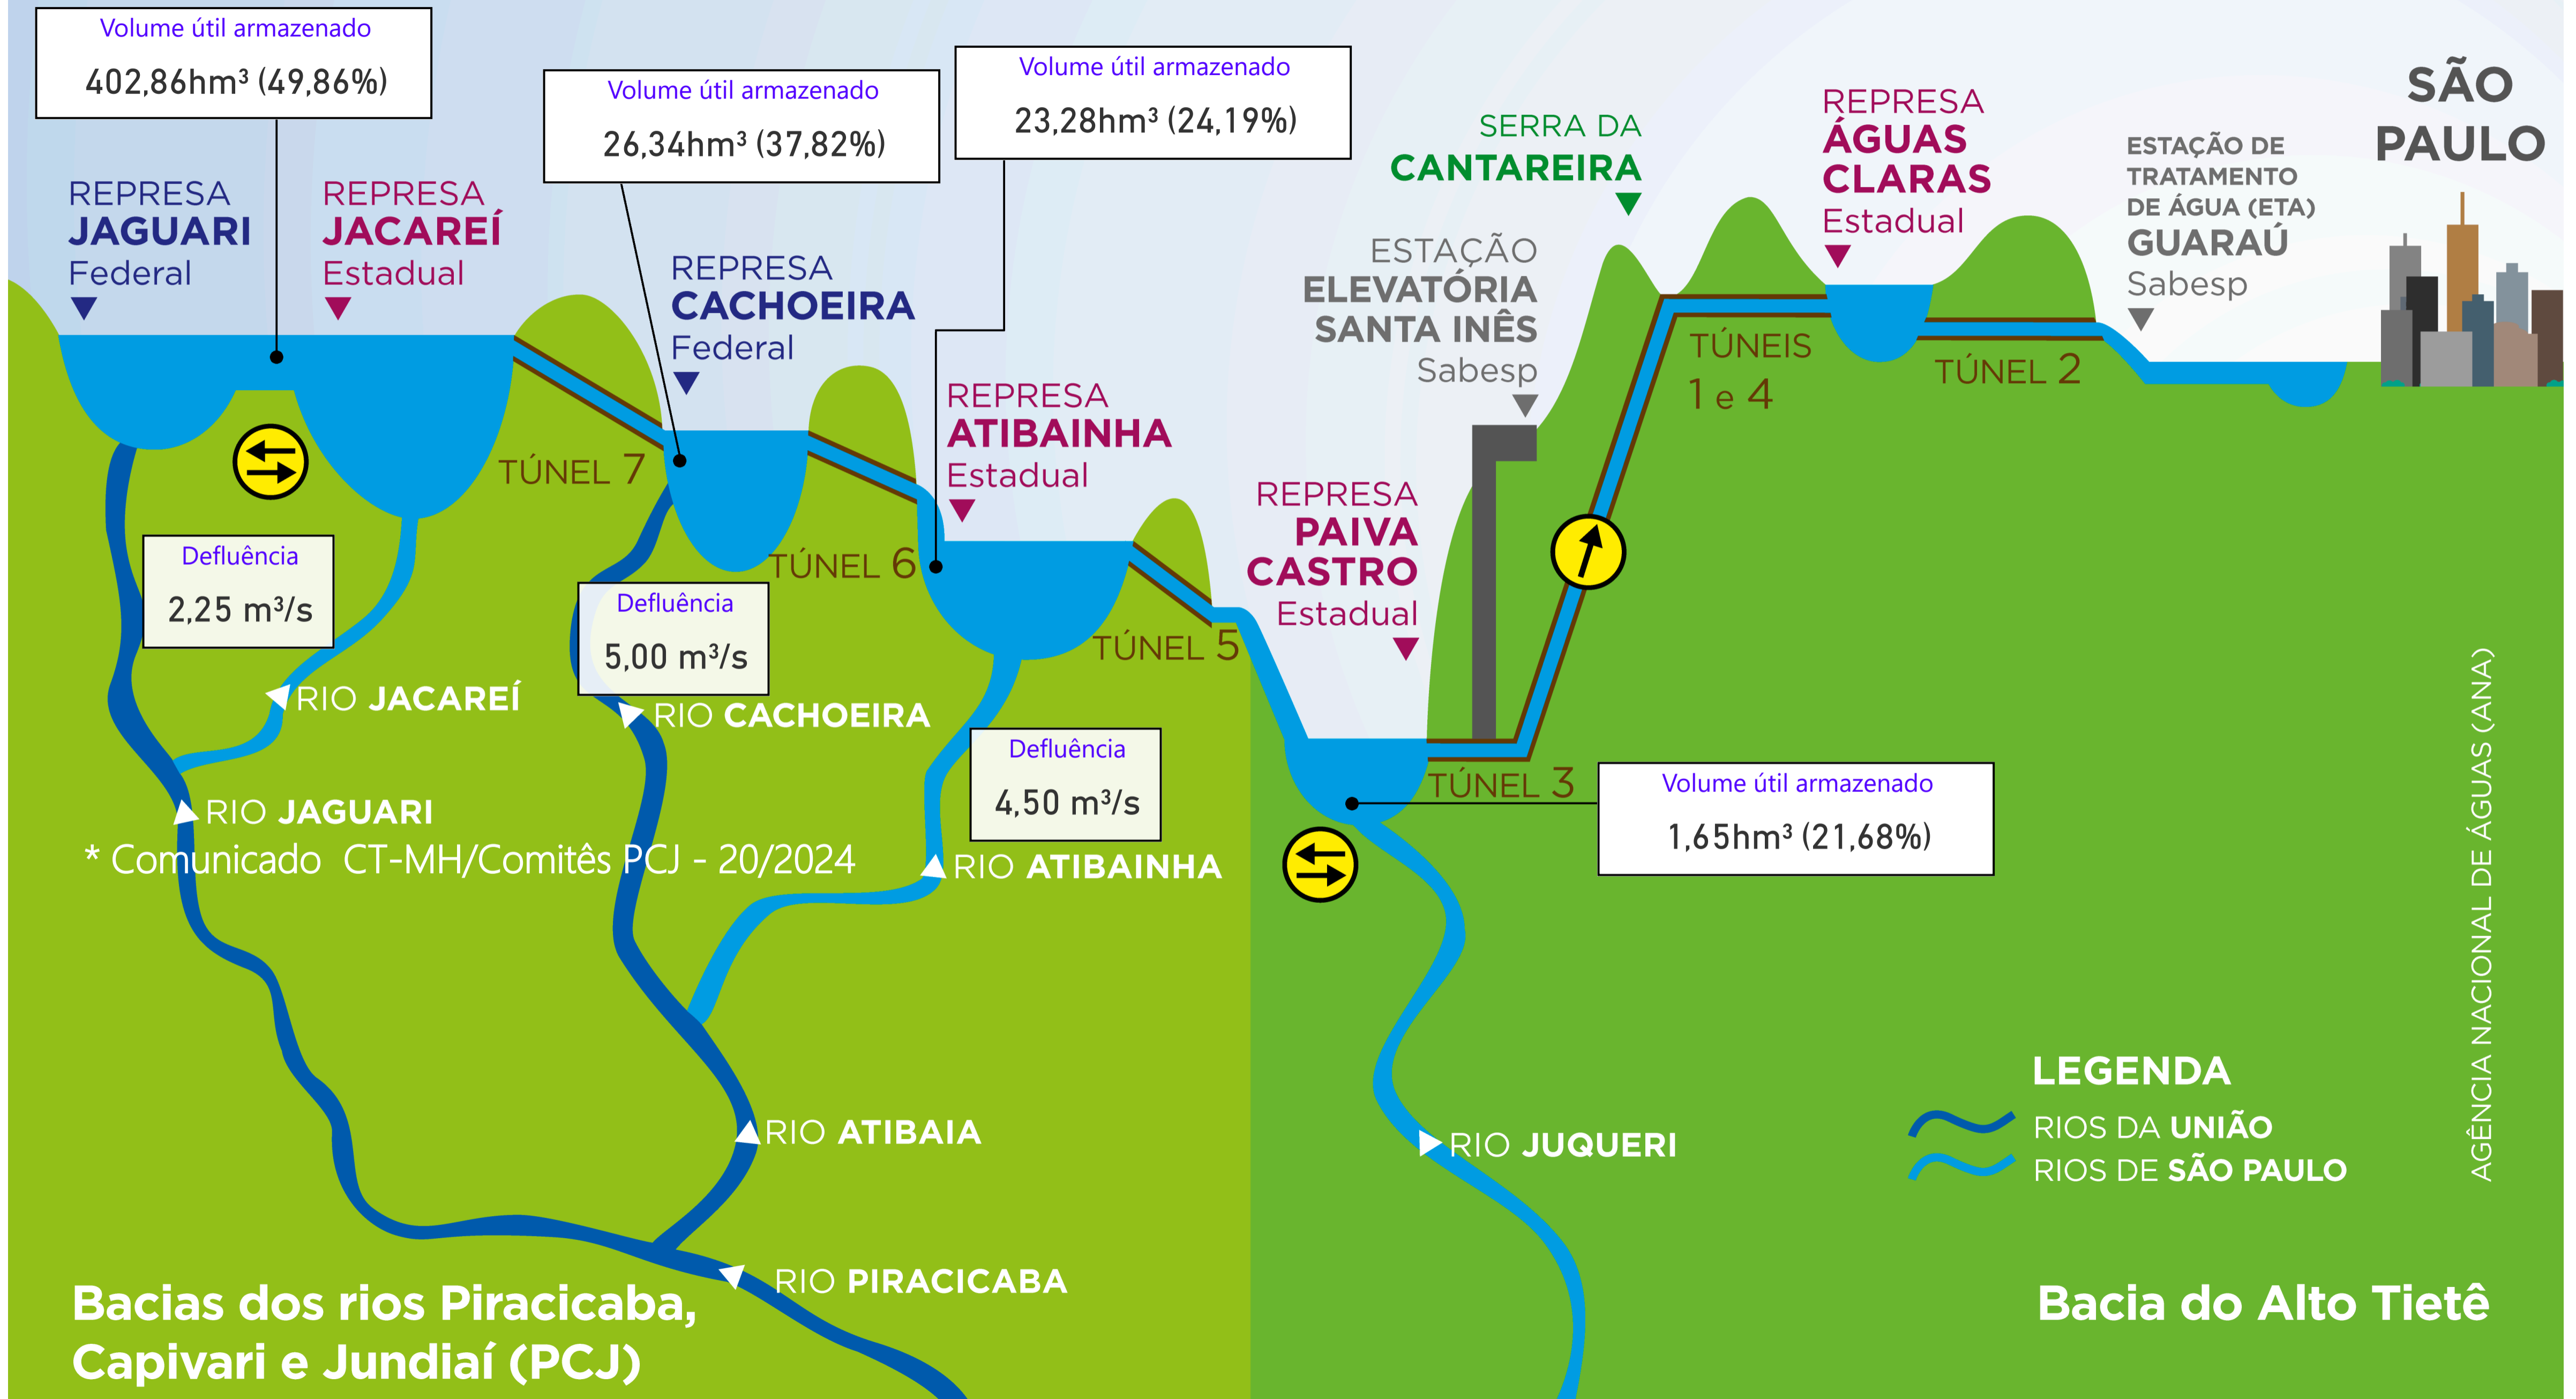 Volume útil armazenado
402,86hm³ (49,86%)
Volume útil armazenado
26,34hm³ (37,82%)
Volume útil armazenado
23,28hm³ (24,19%)
REPRESA
JAGUARI
Federal
REPRESA
JACAREÍ
Estadual
REPRESA
CACHOEIRA
Federal
REPRESA
ATIBAINHA
Estadual
SERRA DA
CANTAREIRA
ESTAÇÃO
ELEVATÓRIA
SANTA INÊS
Sabesp
REPRESA
ÁGUAS
CLARAS
Estadual
ESTAÇÃO DE
TRATAMENTO
DE ÁGUA (ETA)
GUARAÚ
Sabesp
SÃO
PAULO
TÚNEIS
1 e 4
TÚNEL 2
TÚNEL 7
TÚNEL 6
TÚNEL 5
REPRESA
PAIVA
CASTRO
Estadual
TÚNEL 3
Defluência
2,25 m³/s
Defluência
5,00 m³/s
Defluência
4,50 m³/s
Volume útil armazenado
1,65hm³ (21,68%)
RIO JACAREÍ
RIO CACHOEIRA
RIO JAGUARI
* Comunicado CT-MH/Comitês PCJ - 20/2024
RIO ATIBAINHA
RIO ATIBAIA
RIO JUQUERI
RIO PIRACICABA
LEGENDA
RIOS DA UNIÃO
RIOS DE SÃO PAULO
AGÊNCIA NACIONAL DE ÁGUAS (ANA)
Bacias dos rios Piracicaba,
Capivari e Jundiaí (PCJ)
Bacia do Alto Tietê